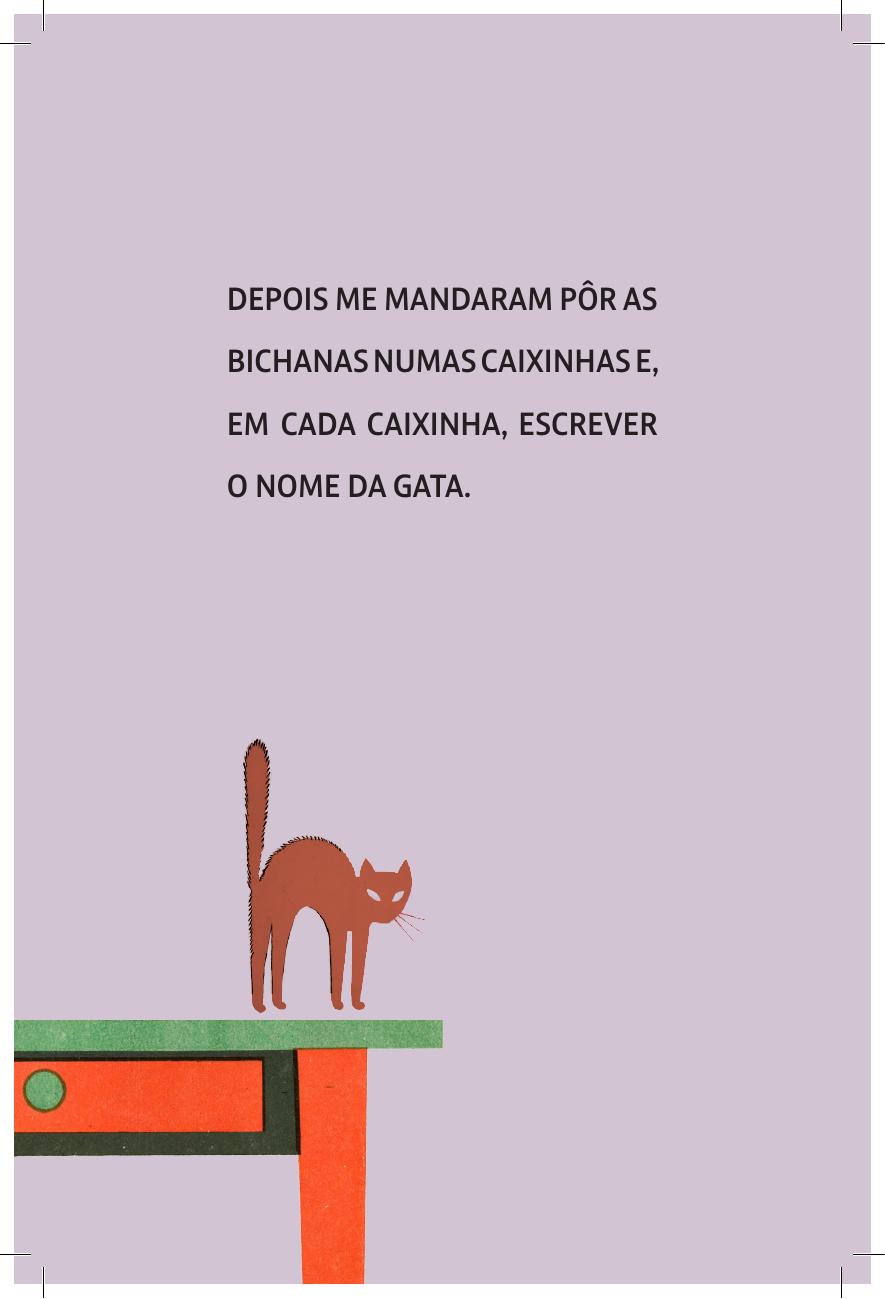 DEPOIS ME MANDARAM PÔR AS
BICHANAS NUMAS CAIXINHAS E,
EM CADA CAIXINHA, ESCREVER
O NOME DA GATA.